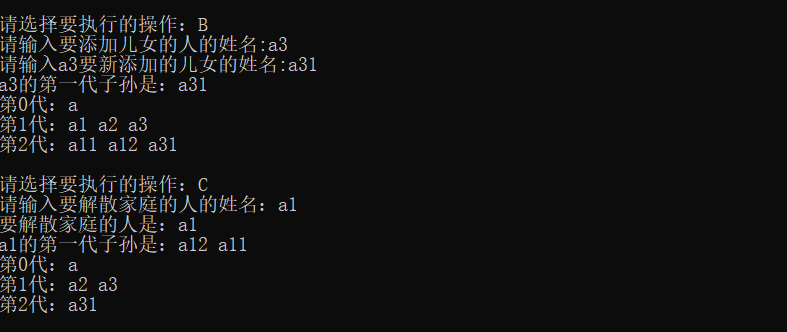 请选择要执行的操作：B
请输入要添加儿女的人的姓名:a3
请输入a3要新添加的儿女的姓名:a31
a3的第一代子孙是：a31
第0代：a
第1代：a1 a2 a3
第2代：a11 a12 a31
请选择要执行的操作：C
请输入要解散家庭的人的姓名：a1
要解散家庭的人是：a1
a1的第一代子孙是：a12 a11
第0代：a
第1代：a2 a3
第2代：a31